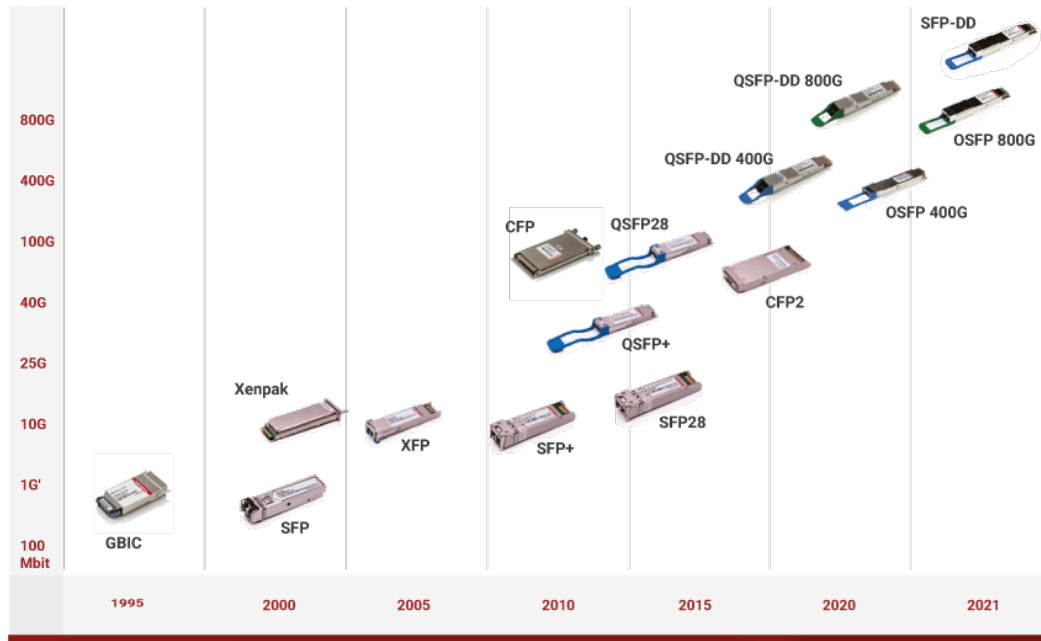 SFP-DD
QSFP-DD 800G
800G
OSFP 800G
QSFP-DD 400G
400G
OSFP 400G
CFP
QSFP28
100G
40G
CFP2
QSFP+
25G
Xenpak
10G
SFP28
XFP
SFP+
1G'
SFP
GBIC
100
Mbit
1995
2000
2005
2010
2015
2020
2021